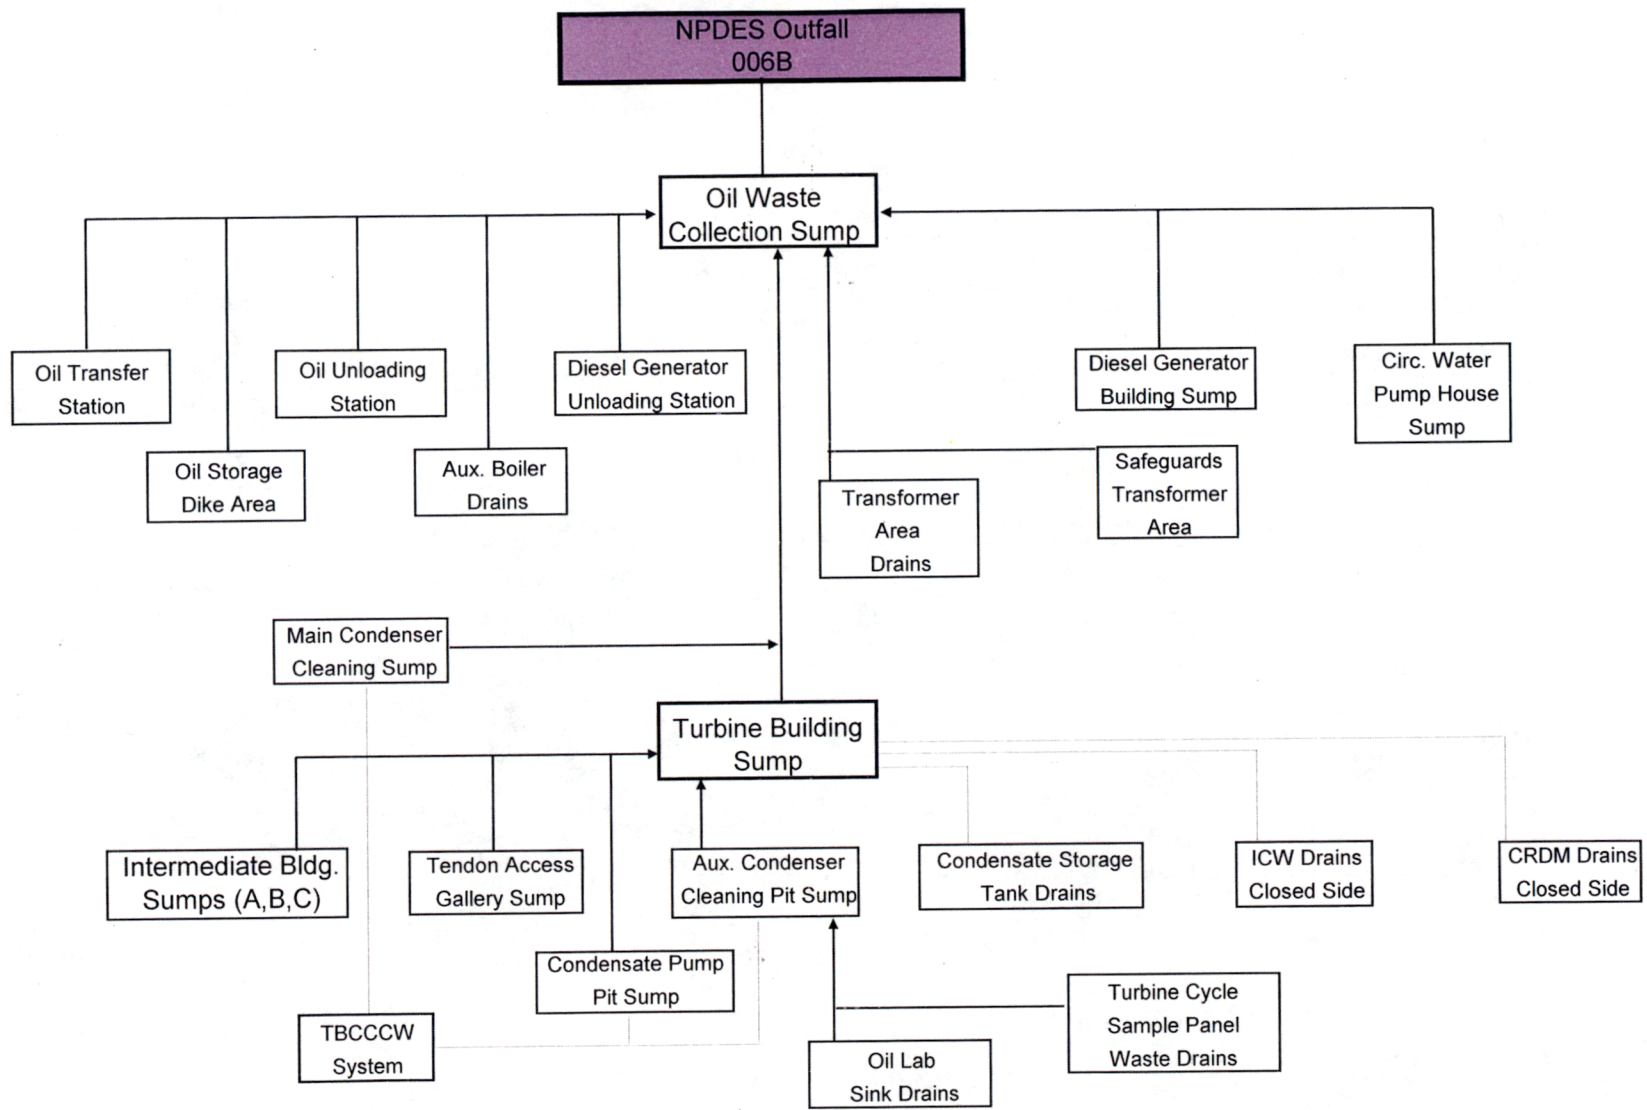 NPDES Outfall
006B
Oil Waste
Collection Sump
Oil Transfer
Station
Oil Storage
Dike Area
Oil Unloading
Station
Aux. Boiler
Drains
Diesel Generator
Unloading Station
Diesel Generator
Building Sump
Circ. Water
Pump House
Sump
Transformer
Area
Drains
Safeguards
Transformer
Area
Main Condenser
Cleaning Sump
Turbine Building
Sump
Intermediate Bldg.
Sumps (A,B,C)
Tendon Access
Gallery Sump
Condensate Pump
Pit Sump
Aux. Condenser
Cleaning Pit Sump
Condensate Storage
Tank Drains
ICW Drains
Closed Side
CRDM Drains
Closed Side
TBCCCW
System
Oil Lab
Sink Drains
Turbine Cycle
Sample Panel
Waste Drains